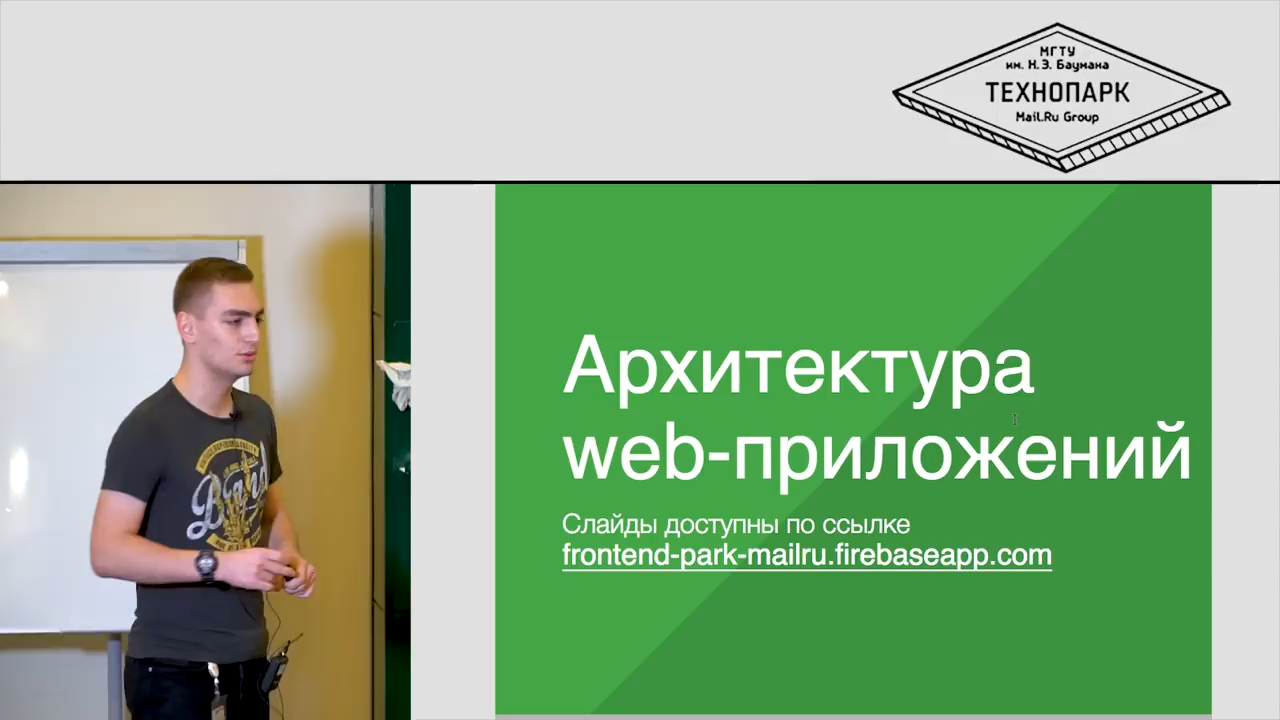 МГТУ
им. Н.Э. Баумана
ТЕХНОПАРК
Mail.Ru Group
Архитектура
web-приложений
Слайды доступны по ссылке
frontend-park-mailru.firebaseapp.com